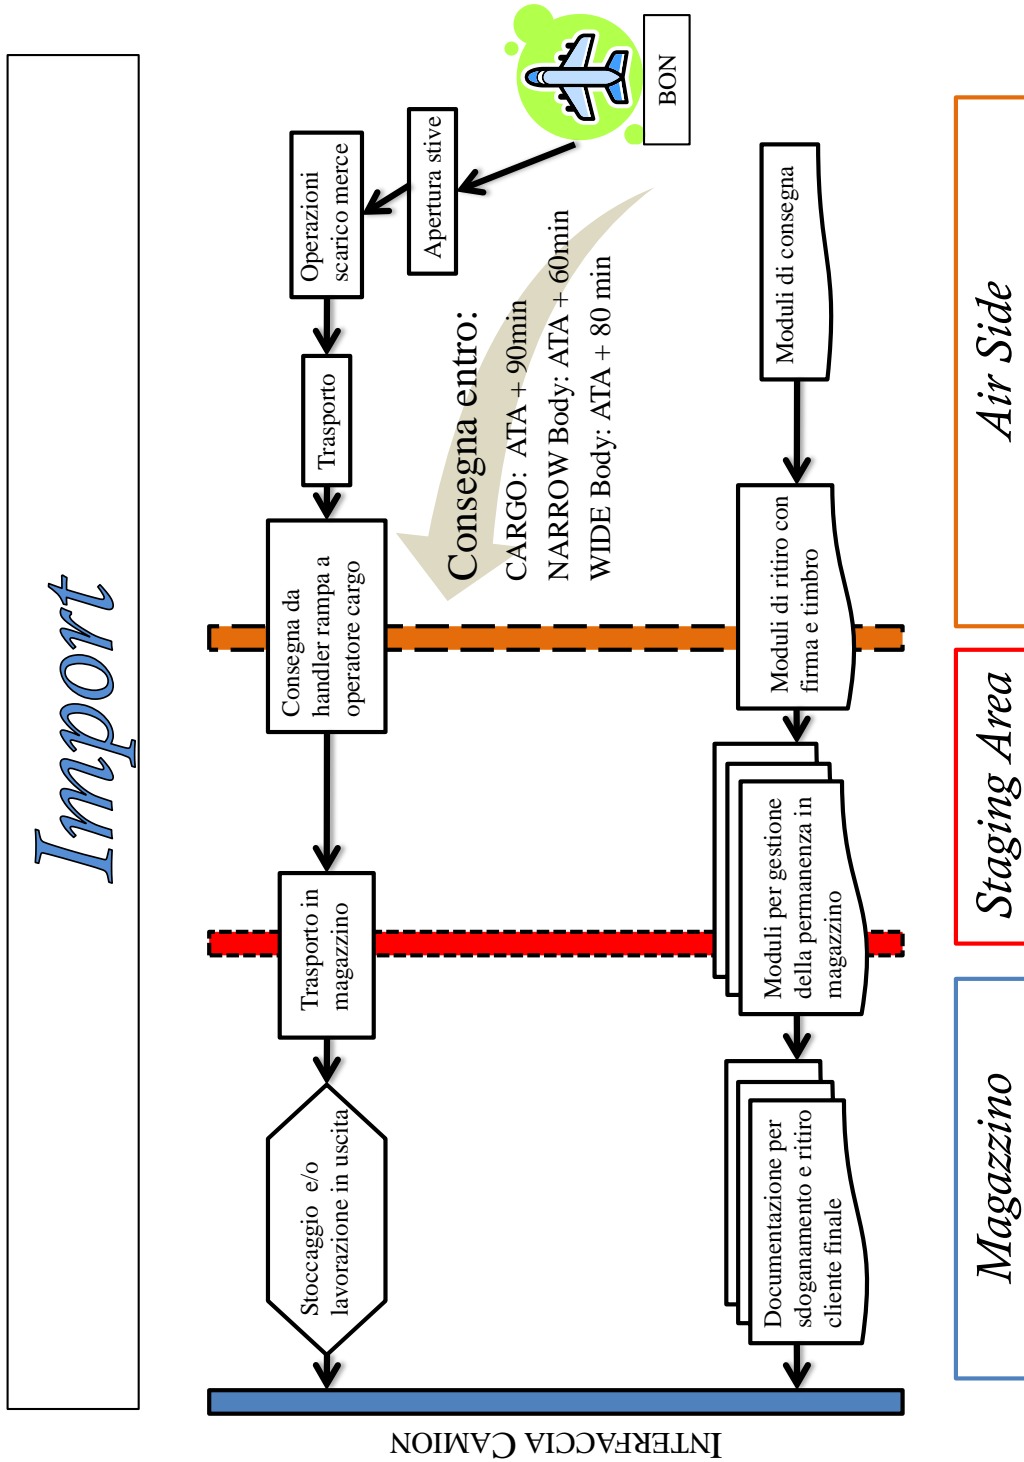 Import
Operazioni
scarico merce
Apertura stive
BON
Trasporto
Consegna da
handler rampa a
operatore cargo
Trasporto in
magazzino
Stoccaggio e/o
lavorazione in uscita
Consegna entro:
CARGO: ATA + 90min
NARROW Body: ATA + 60min
WIDE Body: ATA + 80 min
Moduli di consegna
Moduli di ritiro con
firma e timbro
Moduli per gestione
della permanenza in
magazzino
Documentazione per
sdoganamento e ritiro
cliente finale
INTERFACCIA CAMION
Magazzino
Staging Area
Air Side